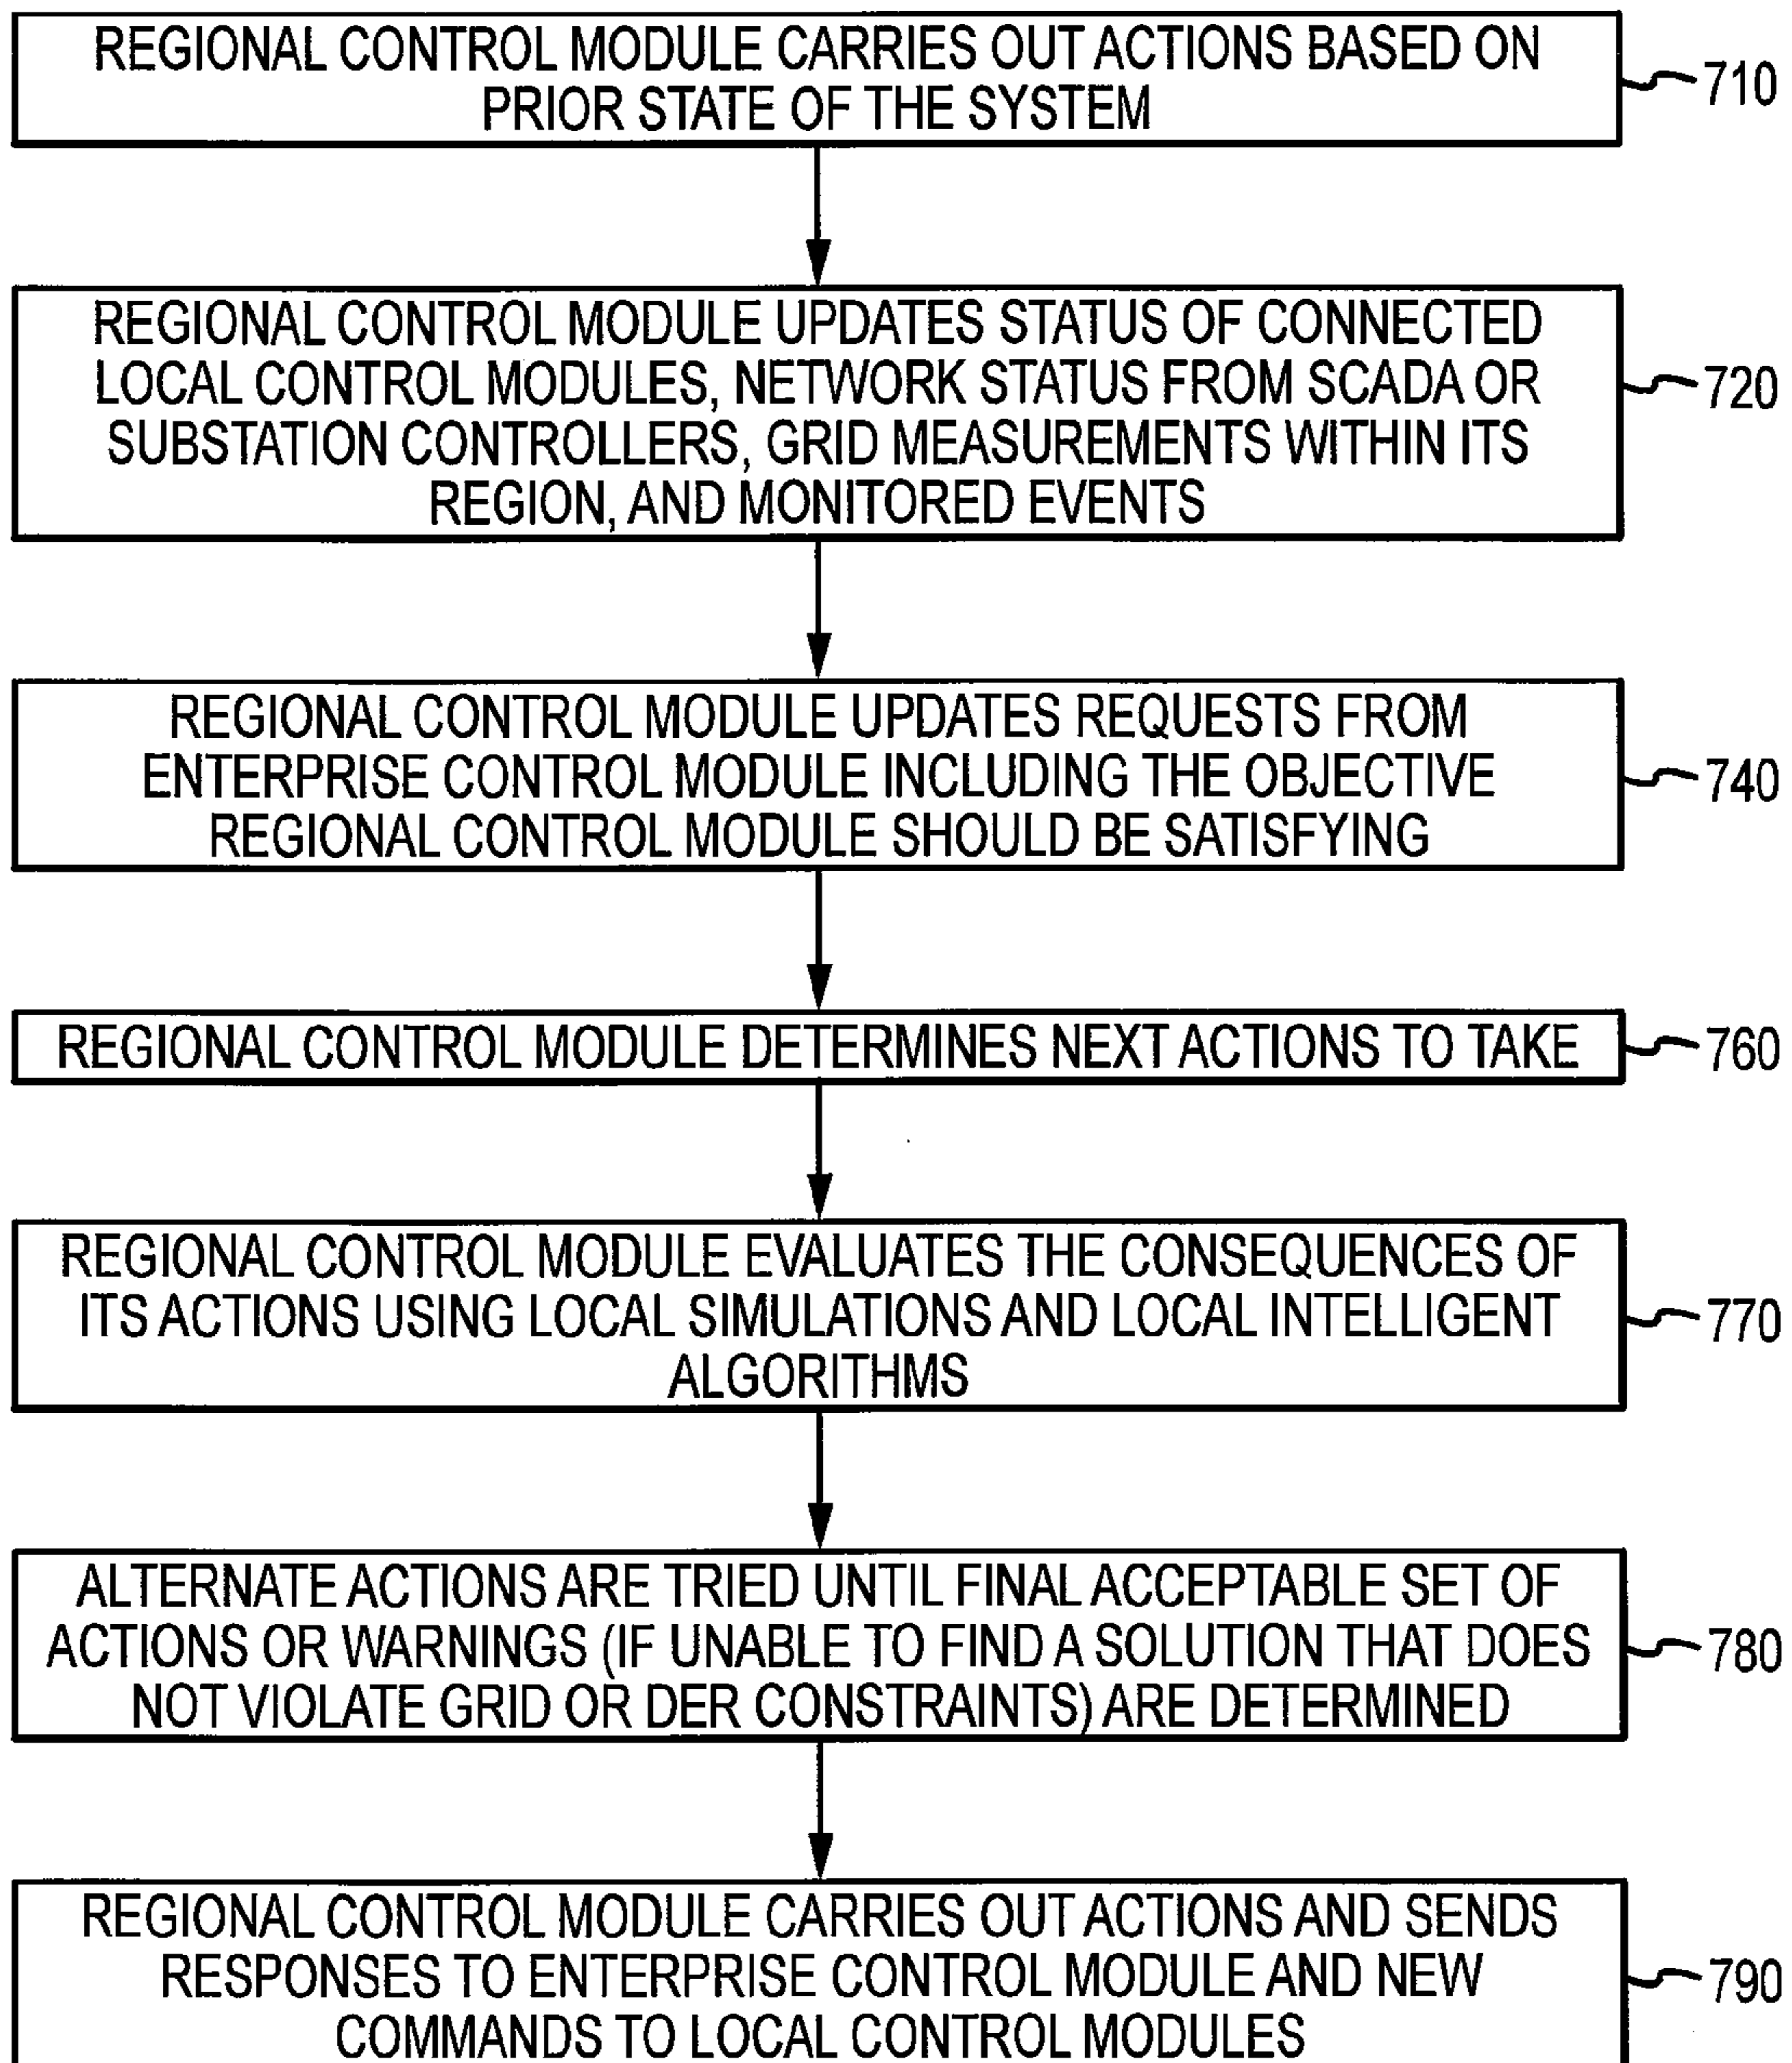 REGIONAL CONTROL MODULE CARRIES OUT ACTIONS BASED ON
PRIOR STATE OF THE SYSTEM
710
REGIONAL CONTROL MODULE UPDATES STATUS OF CONNECTED
LOCAL CONTROL MODULES, NETWORK STATUS FROM SCADA OR
SUBSTATION CONTROLLERS, GRID MEASUREMENTS WITHIN ITS
REGION, AND MONITORED EVENTS
720
REGIONAL CONTROL MODULE UPDATES REQUESTS FROM
ENTERPRISE CONTROL MODULE INCLUDING THE OBJECTIVE
REGIONAL CONTROL MODULE SHOULD BE SATISFYING
740
REGIONAL CONTROL MODULE DETERMINES NEXT ACTIONS TO TAKE
760
REGIONAL CONTROL MODULE EVALUATES THE CONSEQUENCES OF
ITS ACTIONS USING LOCAL SIMULATIONS AND LOCAL INTELLIGENT
ALGORITHMS
770
ALTERNATE ACTIONS ARE TRIED UNTIL FINAL ACCEPTABLE SET OF
ACTIONS OR WARNINGS (IF UNABLE TO FIND A SOLUTION THAT DOES
NOT VIOLATE GRID OR DER CONSTRAINTS) ARE DETERMINED
780
REGIONAL CONTROL MODULE CARRIES OUT ACTIONS AND SENDS
RESPONSES TO ENTERPRISE CONTROL MODULE AND NEW
COMMANDS TO LOCAL CONTROL MODULES
790